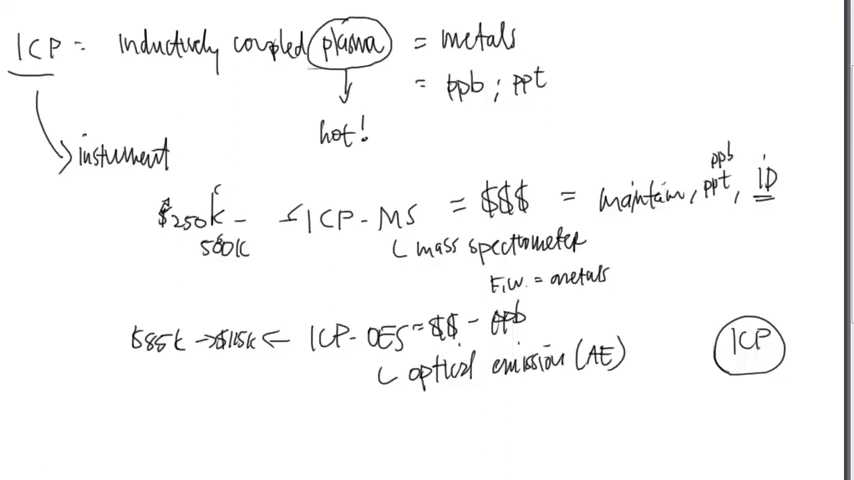 ICP = inductively coupled plasma = metals
= ppb ; ppt
hot!
instrument
ppb
$250k - ICP-MS = $$$ = maintain, ppt, ID
500K
mass spectrometer
F.W. = metals
$85K → $115K ← ICP-OES = $$ - ppb
optical emission (AE)
ICP